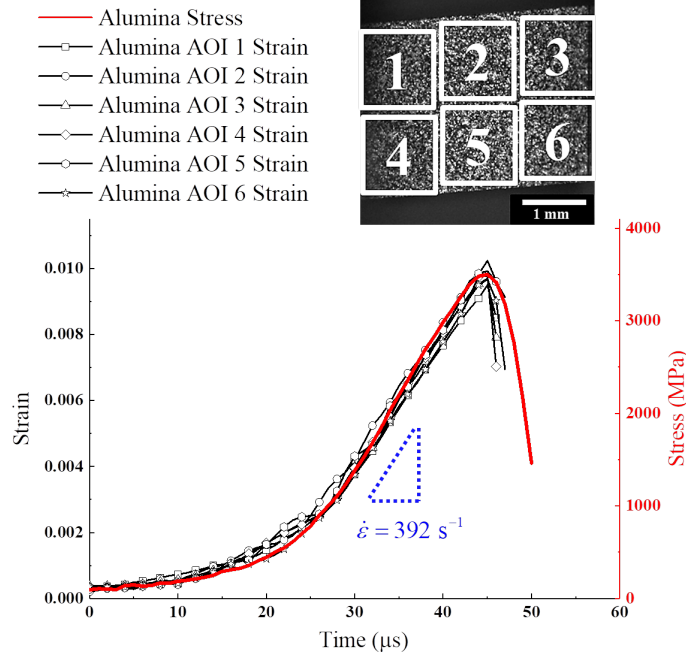 Alumina Stress
Alumina AOI 1 Strain
Alumina AOI 2 Strain
Alumina AOI 3 Strain
Alumina AOI 4 Strain
Alumina AOI 5 Strain
Alumina AOI 6 Strain
1 2 3
4 5 6
1 mm
0.010
0.008
0.006
0.004
0.002
0.000
Strain
4000
3000
2000
1000
0
Stress (MPa)
ε̇ = 392 s⁻¹
0 10 20 30 40 50 60
Time (μs)